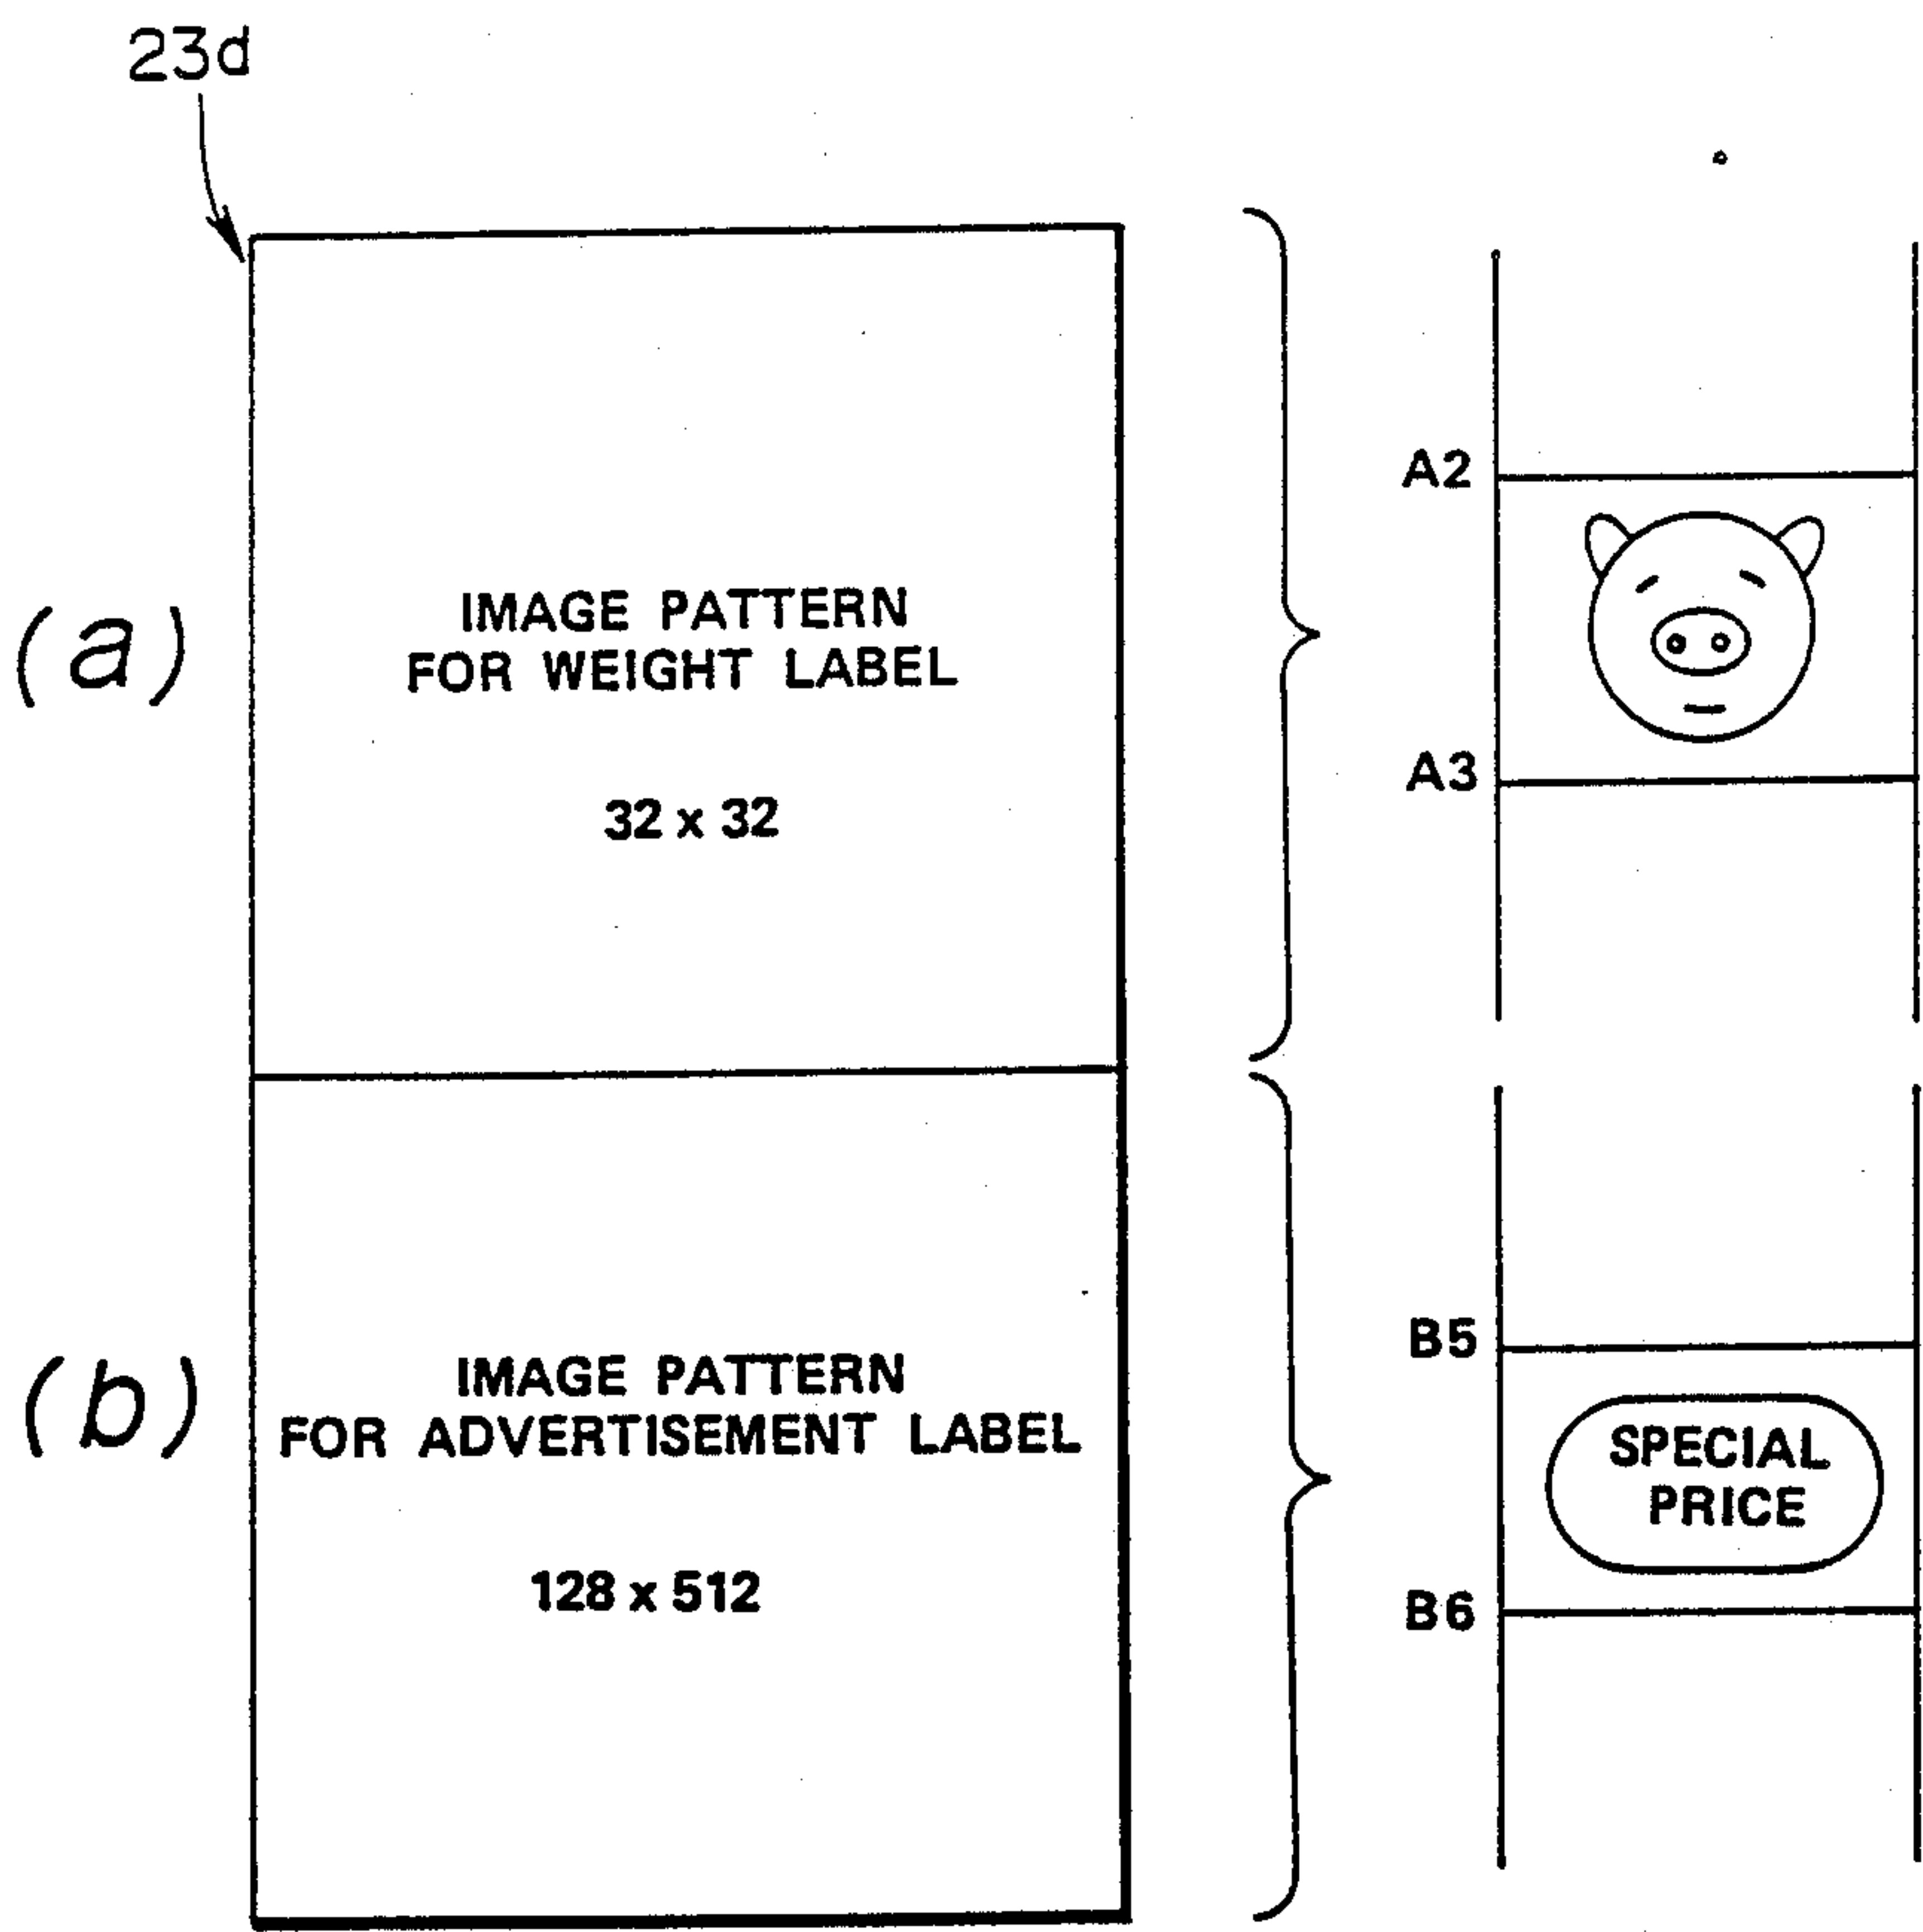 23d
(a)
IMAGE PATTERN
FOR WEIGHT LABEL
32 x 32
A2
A3
(b)
IMAGE PATTERN
FOR ADVERTISEMENT LABEL
128 x 512
B5
SPECIAL
PRICE
B6